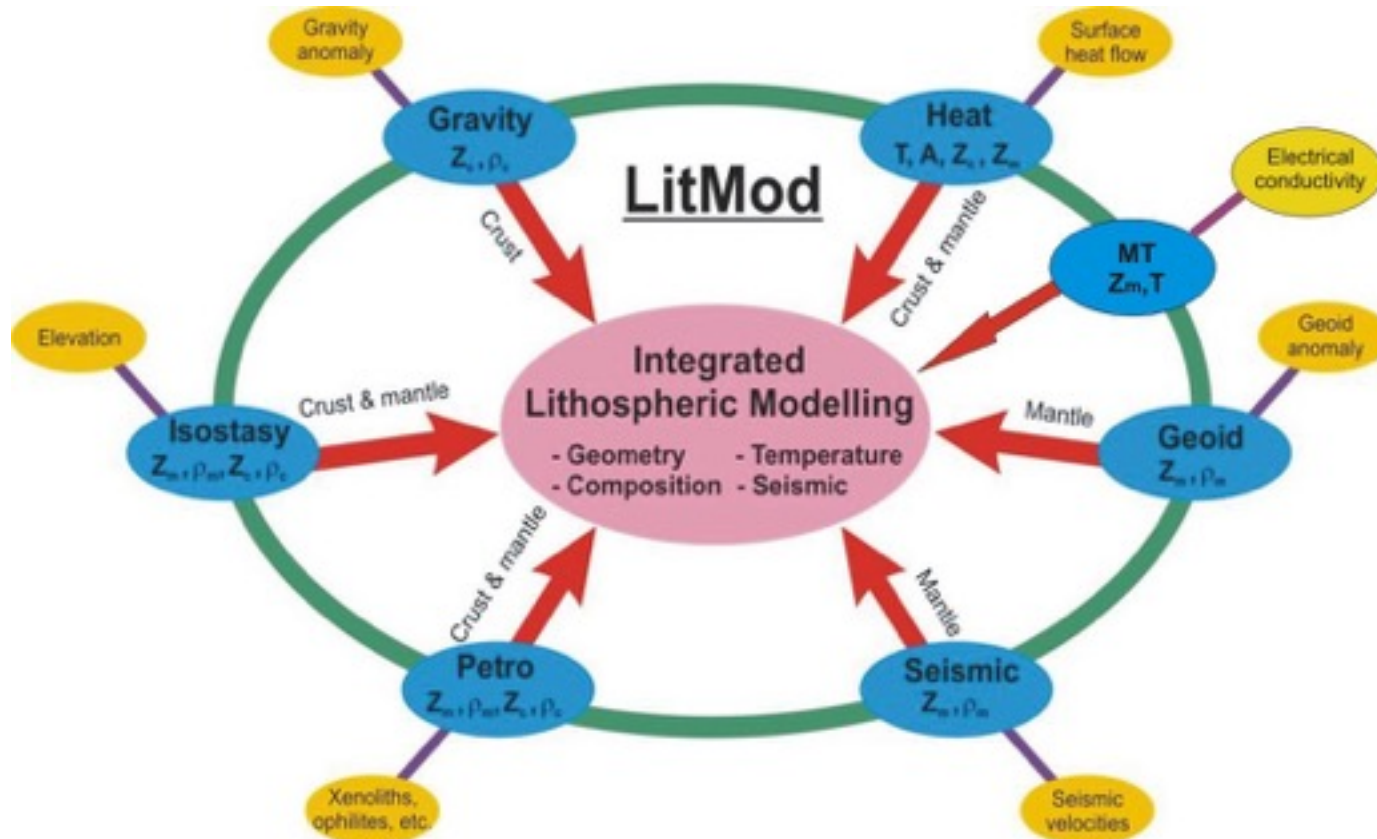 Gravity
anomaly
Surface
heat flow
Gravity
Zc, ρc
Heat
T, A, Zc, Zm
LitMod
Electrical
conductivity
Crust
Crust & mantle
MT
Zm,T
Elevation
Geoid
anomaly
Integrated
Lithospheric Modelling
- Geometry - Temperature
- Composition - Seismic
Crust & mantle
Isostasy
Zm, ρm, Zc, ρc
Mantle
Geoid
Zm, ρm
Crust & mantle
Mantle
Petro
Zm, ρm, Zc, ρc
Seismic
Zm, ρm
Xenoliths,
ophilites, etc.
Seismic
velocities